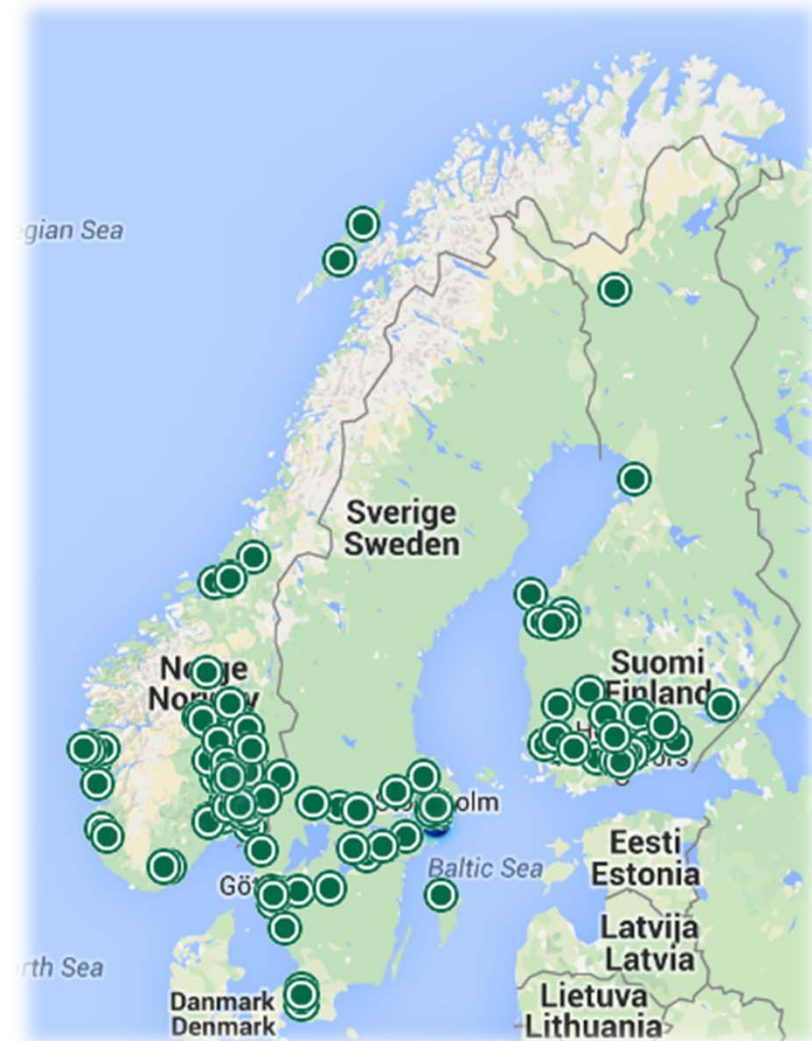 egian Sea
Sverige
Sweden
Suomi
Finland
Baltic Sea
Eesti
Estonia
Latvija
Latvia
rth Sea
Danmark
Denmark
Lietuva
Lithuania